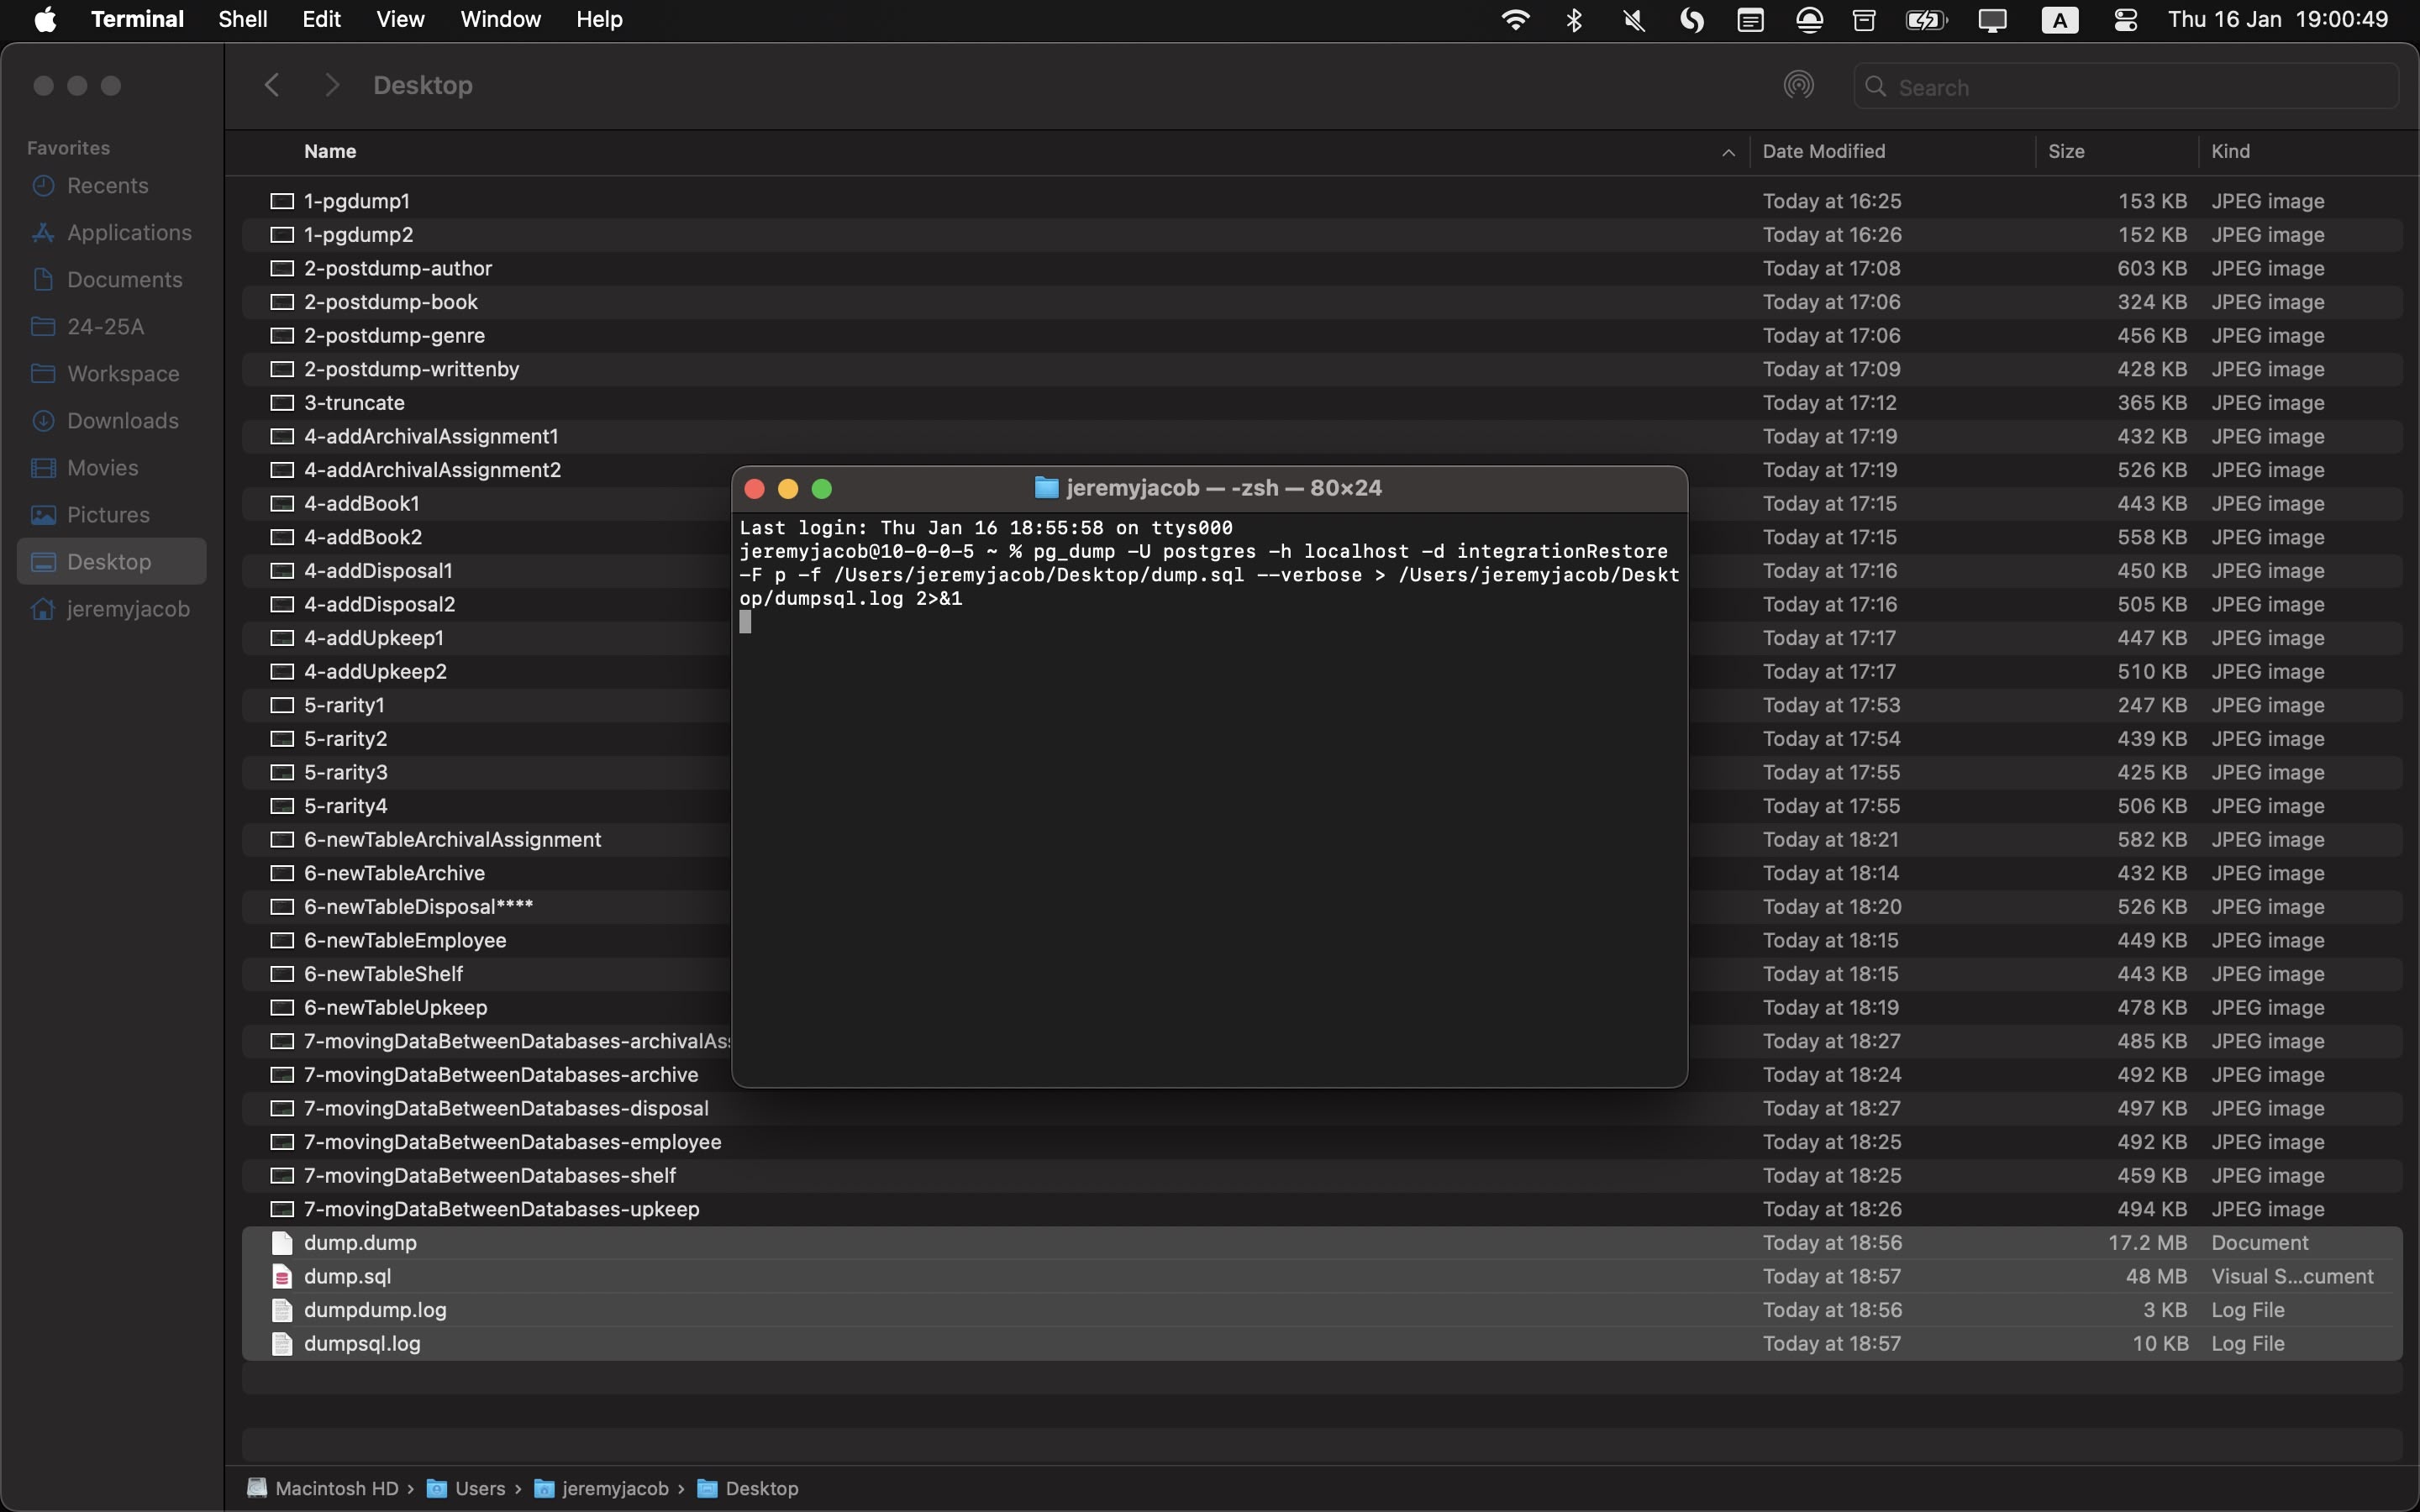 Terminal Shell Edit View Window Help A Thu 16 Jan 19:00:49
Desktop Search
Favorites
Recents
Applications
Documents
24-25A
Workspace
Downloads
Movies
Pictures
Desktop
jeremyjacob
Name Date Modified Size Kind
1-pgdump1 Today at 16:25 153 KB JPEG image
1-pgdump2 Today at 16:26 152 KB JPEG image
2-postdump-author Today at 17:08 603 KB JPEG image
2-postdump-book Today at 17:06 324 KB JPEG image
2-postdump-genre Today at 17:06 456 KB JPEG image
2-postdump-writtenby Today at 17:09 428 KB JPEG image
3-truncate Today at 17:12 365 KB JPEG image
4-addArchivalAssignment1 Today at 17:19 432 KB JPEG image
4-addArchivalAssignment2 Today at 17:19 526 KB JPEG image
4-addBook1 Today at 17:15 443 KB JPEG image
4-addBook2 Today at 17:15 558 KB JPEG image
4-addDisposal1 Today at 17:16 450 KB JPEG image
4-addDisposal2 Today at 17:16 505 KB JPEG image
4-addUpkeep1 Today at 17:17 447 KB JPEG image
4-addUpkeep2 Today at 17:17 510 KB JPEG image
5-rarity1 Today at 17:53 247 KB JPEG image
5-rarity2 Today at 17:54 439 KB JPEG image
5-rarity3 Today at 17:55 425 KB JPEG image
5-rarity4 Today at 17:55 506 KB JPEG image
6-newTableArchivalAssignment Today at 18:21 582 KB JPEG image
6-newTableArchive Today at 18:14 432 KB JPEG image
6-newTableDisposal**** Today at 18:20 526 KB JPEG image
6-newTableEmployee Today at 18:15 449 KB JPEG image
6-newTableShelf Today at 18:15 443 KB JPEG image
6-newTableUpkeep Today at 18:19 478 KB JPEG image
7-movingDataBetweenDatabases-archivalAs Today at 18:27 485 KB JPEG image
7-movingDataBetweenDatabases-archive Today at 18:24 492 KB JPEG image
7-movingDataBetweenDatabases-disposal Today at 18:27 497 KB JPEG image
7-movingDataBetweenDatabases-employee Today at 18:25 492 KB JPEG image
7-movingDataBetweenDatabases-shelf Today at 18:25 459 KB JPEG image
7-movingDataBetweenDatabases-upkeep Today at 18:26 494 KB JPEG image
dump.dump Today at 18:56 17.2 MB Document
dump.sql Today at 18:57 48 MB Visual S...cument
dumpdump.log Today at 18:56 3 KB Log File
dumpsql.log Today at 18:57 10 KB Log File
jeremyjacob — -zsh — 80×24
Last login: Thu Jan 16 18:55:58 on ttys000
jeremyjacob@10-0-0-5 ~ % pg_dump -U postgres -h localhost -d integrationRestore
-F p -f /Users/jeremyjacob/Desktop/dump.sql --verbose > /Users/jeremyjacob/Deskt
op/dumpsql.log 2>&1
Macintosh HD › Users › jeremyjacob › Desktop